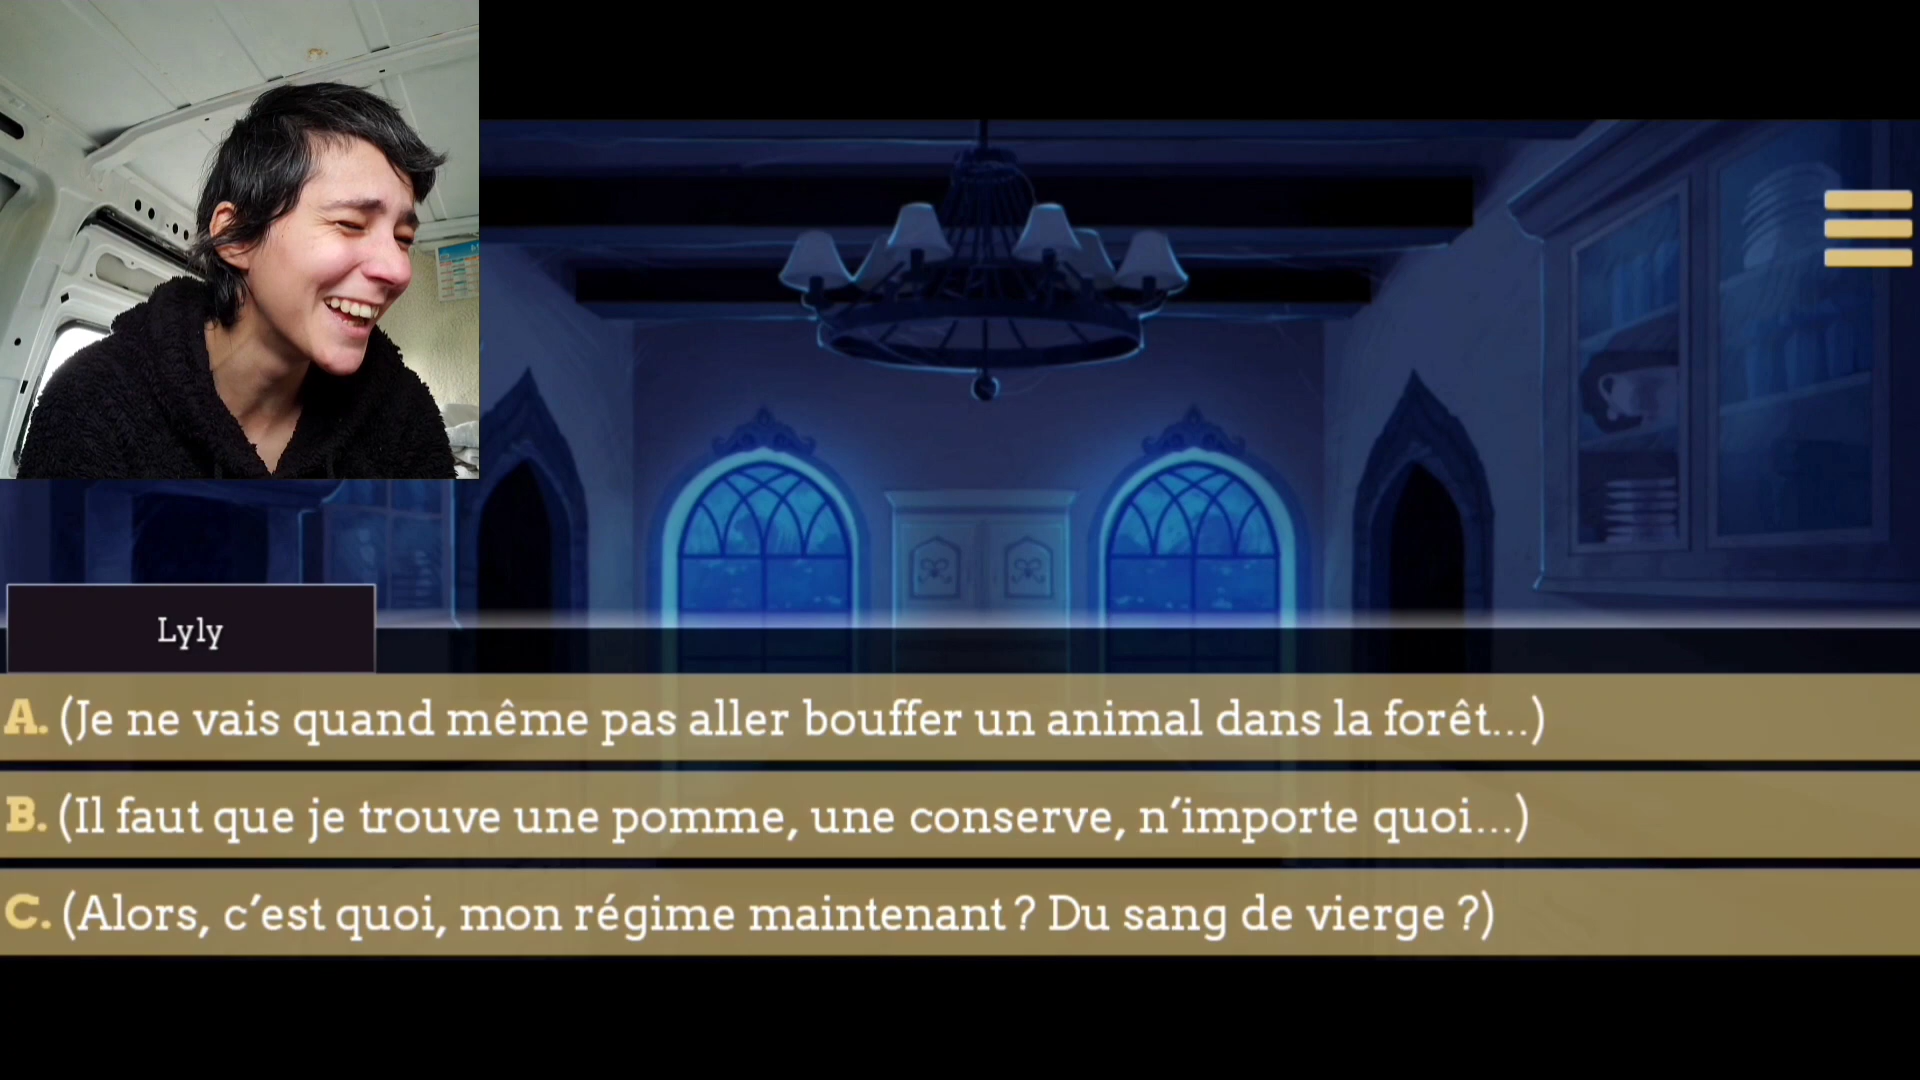 Lyly
A. (Je ne vais quand même pas aller bouffer un animal dans la forêt...)
B. (Il faut que je trouve une pomme, une conserve, n'importe quoi...)
C. (Alors, c'est quoi, mon régime maintenant ? Du sang de vierge ?)